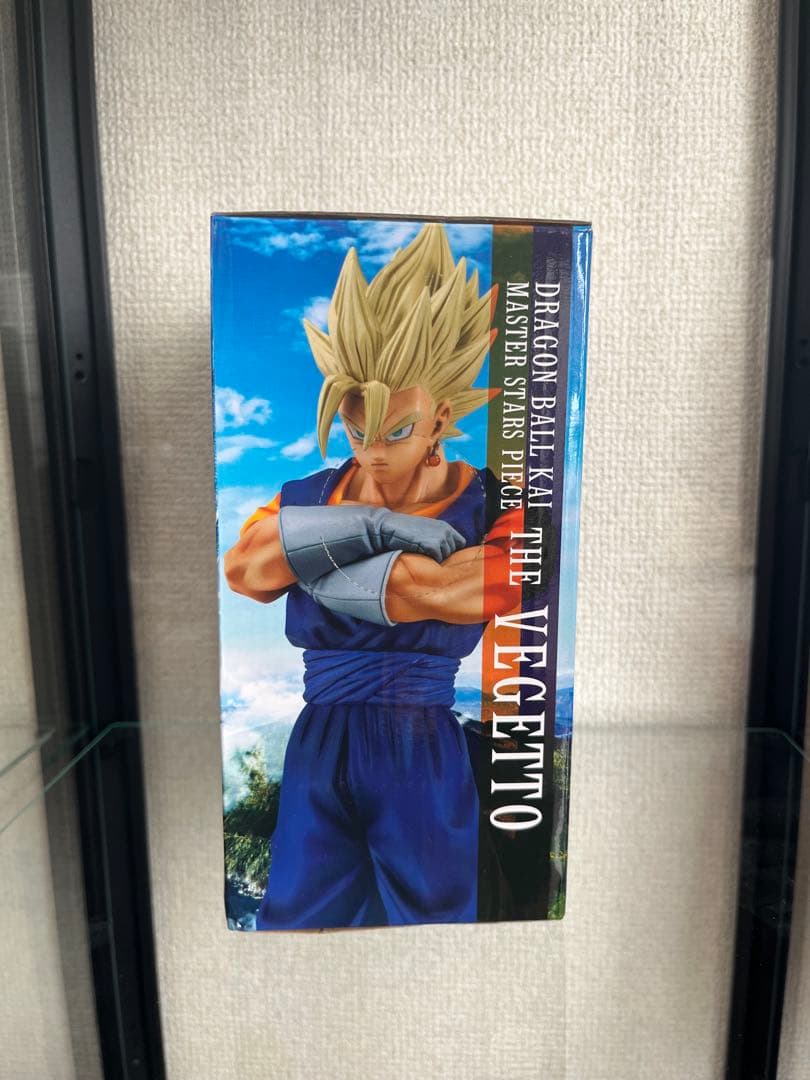 DRAGON BALL KAI
MASTER STARS PIECE THE VEGETTO